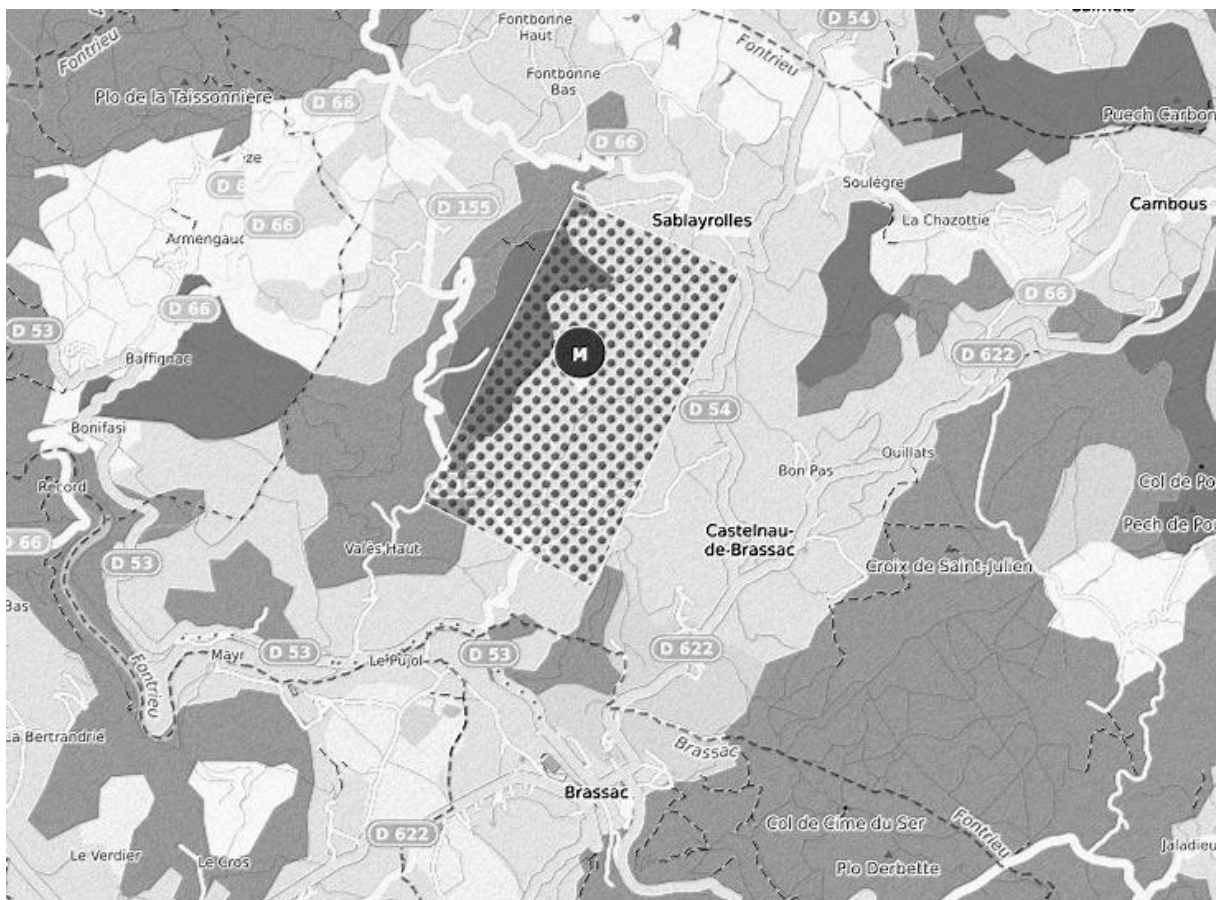 Fontbonne
Haut
D 54
Fontrieu
Fontrieu
Fontbonne
Bas
Plo de la Taissonnière
D 66
Puech Carbon
D 66
Soulègre
D 155
Sablayrolles
La Chazottie
Cambous
D 66
Armengaud
D 66
D 66
D 53
D 622
Baffignac
D 54
Bonifasi
Bon Pas
Ouillats
Record
Col de Po
D 66
Castelnau-
de-Brassac
Pech de Pou
Valès Haut
D 53
Croix de Saint-Julien
Bas
D 53
Mayr
Le Pujol
D 53
D 622
Fontrieu
La Bertrandrié
Brassac
Brassac
D 622
Col de Cime du Ser
Fontrieu
Jaladieu
Le Verdier
Le Cros
Plo Derbette